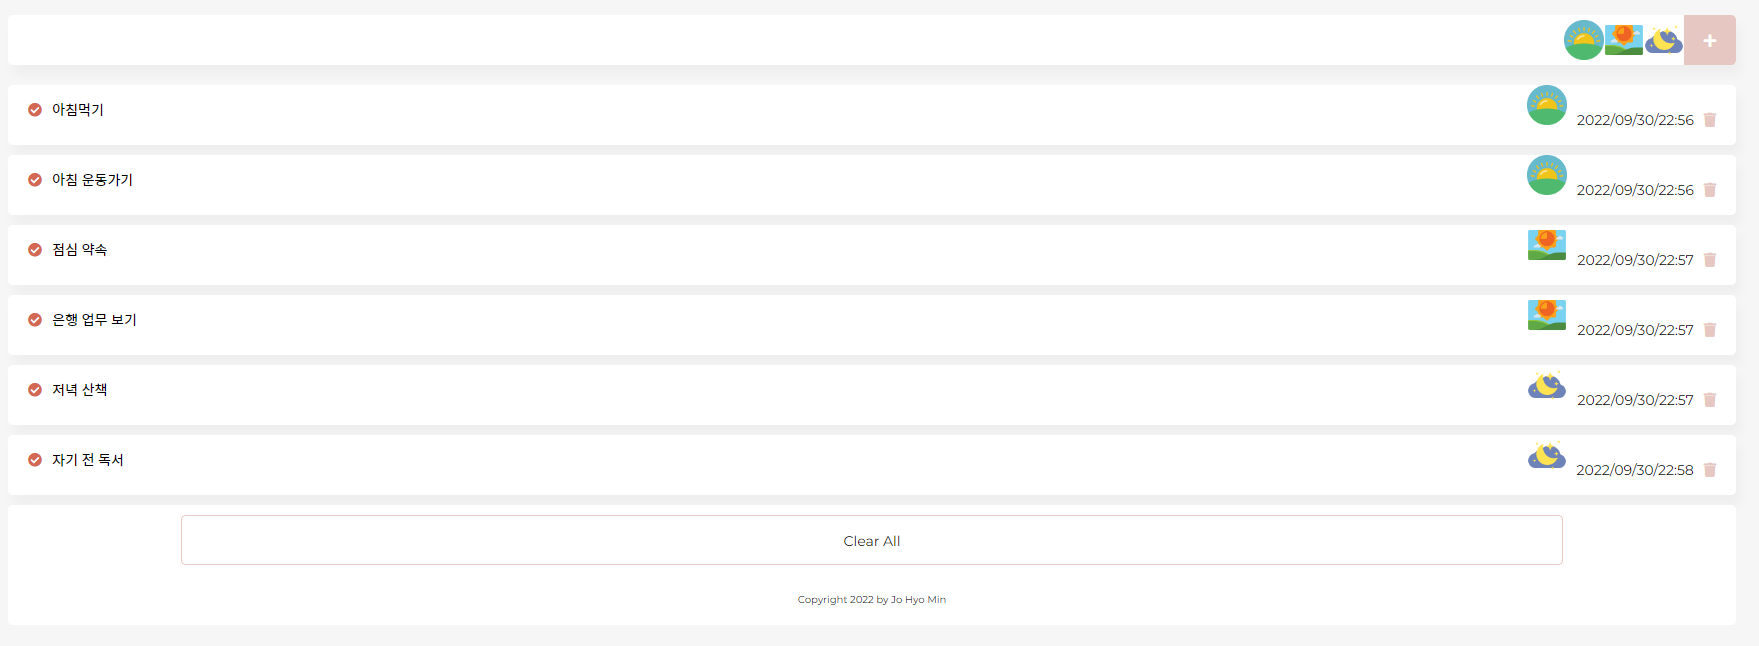 아침먹기 2022/09/30/22:56
아침 운동가기 2022/09/30/22:56
점심 약속 2022/09/30/22:57
은행 업무 보기 2022/09/30/22:57
저녁 산책 2022/09/30/22:57
자기 전 독서 2022/09/30/22:58
Clear All
Copyright 2022 by Jo Hyo Min